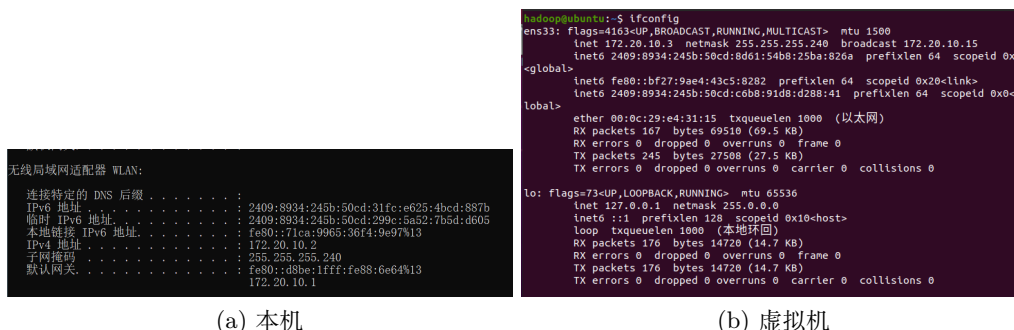 无线局域网适配器 WLAN:
连接特定的 DNS 后缀 . . . . . . . :
IPv6 地址 . . . . . . . . . . . . : 2409:8934:245b:50cd:31fc:e625:4bcd:887b
临时 IPv6 地址. . . . . . . . . . : 2409:8934:245b:50cd:299c:5a52:7b5d:d605
本地链接 IPv6 地址. . . . . . . . : fe80::71ca:9965:36f4:9e97%13
IPv4 地址 . . . . . . . . . . . . : 172.20.10.2
子网掩码 . . . . . . . . . . . . : 255.255.255.240
默认网关. . . . . . . . . . . . . : fe80::d8be:1fff:fe88:6e64%13
172.20.10.1
(a) 本机
hadoop@ubuntu:~$ ifconfig
ens33: flags=4163<UP,BROADCAST,RUNNING,MULTICAST> mtu 1500
inet 172.20.10.3 netmask 255.255.255.240 broadcast 172.20.10.15
inet6 2409:8934:245b:50cd:8d61:54b8:25ba:826a prefixlen 64 scopeid 0x
<global>
inet6 fe80::bf27:9ae4:43c5:8282 prefixlen 64 scopeid 0x20<link>
inet6 2409:8934:245b:50cd:c6b8:91d8:d288:41 prefixlen 64 scopeid 0x0<
lobal>
ether 00:0c:29:e4:31:15 txqueuelen 1000 (以太网)
RX packets 167 bytes 69510 (69.5 KB)
RX errors 0 dropped 0 overruns 0 frame 0
TX packets 245 bytes 27508 (27.5 KB)
TX errors 0 dropped 0 overruns 0 carrier 0 collisions 0
lo: flags=73<UP,LOOPBACK,RUNNING> mtu 65536
inet 127.0.0.1 netmask 255.0.0.0
inet6 ::1 prefixlen 128 scopeid 0x10<host>
loop txqueuelen 1000 (本地环回)
RX packets 176 bytes 14720 (14.7 KB)
RX errors 0 dropped 0 overruns 0 frame 0
TX packets 176 bytes 14720 (14.7 KB)
TX errors 0 dropped 0 overruns 0 carrier 0 collisions 0
(b) 虚拟机